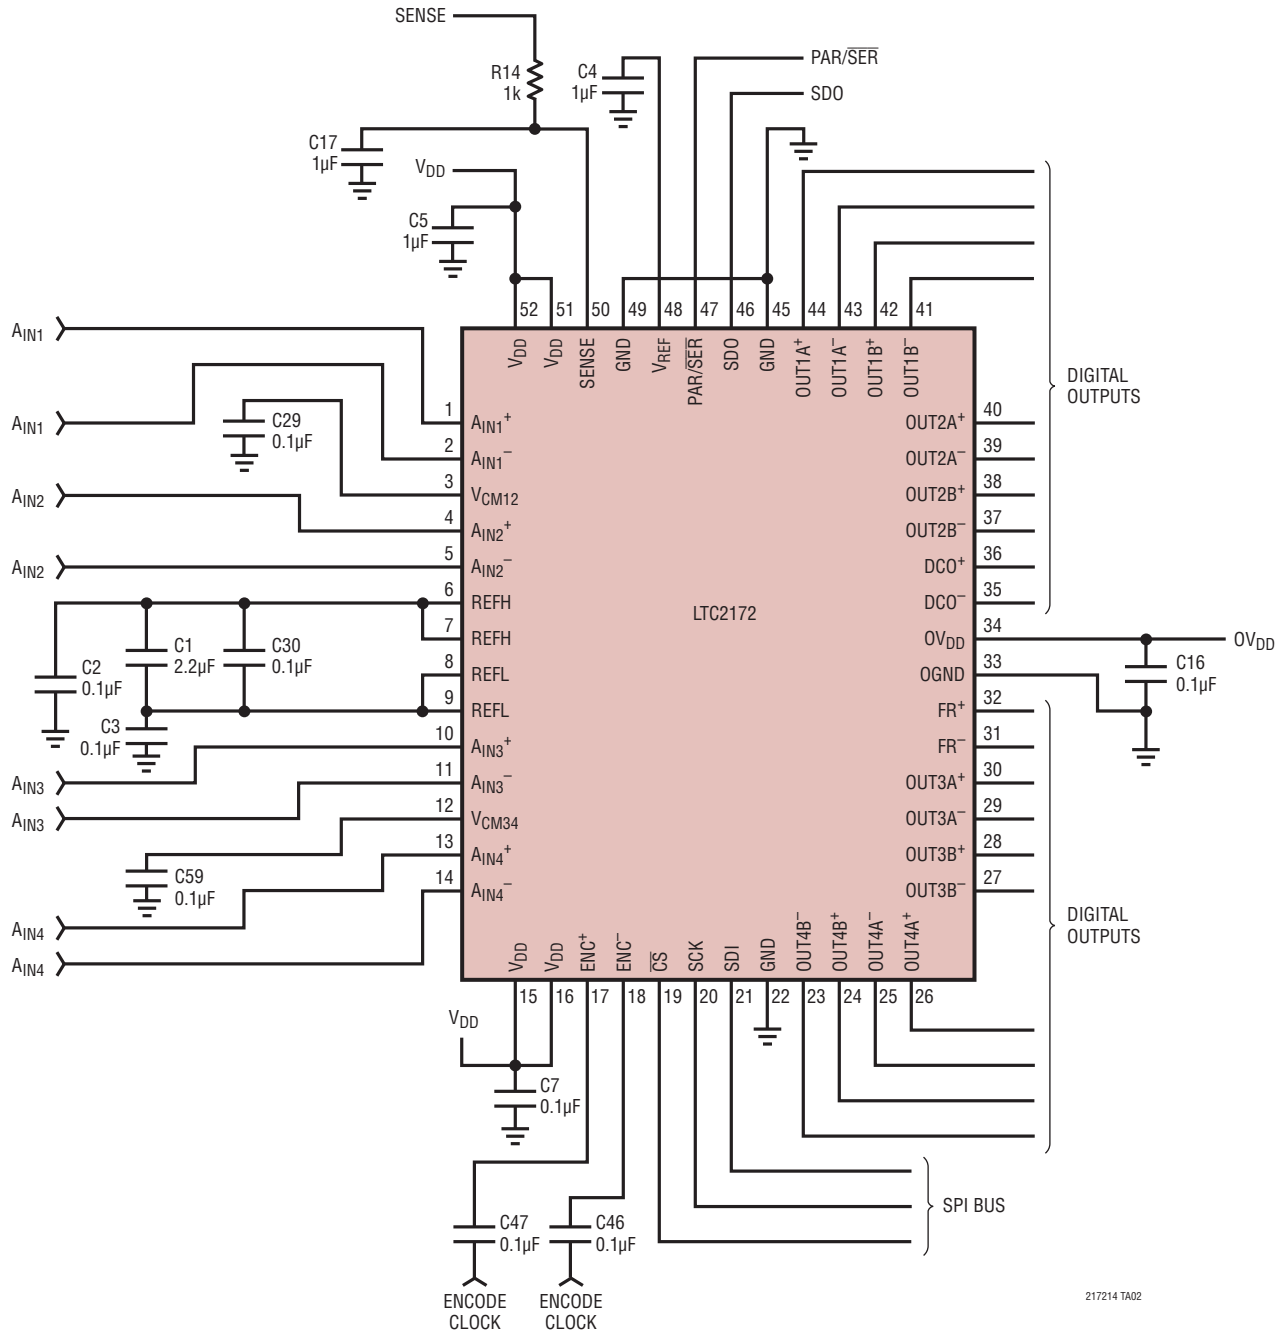 SENSE
R14
1k
C4
1µF
PAR/SER
SDO
C17
1µF
VDD
C5
1µF
52
51
50
49
48
47
46
45
44
43
42
41
VDD
VDD
SENSE
GND
VREF
PAR/SER
SDO
GND
OUT1A+
OUT1A–
OUT1B+
OUT1B–
DIGITAL
OUTPUTS
AIN1
AIN1
C29
0.1µF
AIN2
AIN2
C2
0.1µF
C1
2.2µF
C30
0.1µF
C3
0.1µF
AIN3
AIN3
C59
0.1µF
AIN4
AIN4
1
AIN1+
2
AIN1–
3
VCM12
4
AIN2+
5
AIN2–
6
REFH
7
REFH
8
REFL
9
REFL
10
AIN3+
11
AIN3–
12
VCM34
13
AIN4+
14
AIN4–
LTC2172
OUT2A+
40
OUT2A–
39
OUT2B+
38
OUT2B–
37
DCO+
36
DCO–
35
OVDD
34
OGND
33
FR+
32
FR–
31
OUT3A+
30
OUT3A–
29
OUT3B+
28
OUT3B–
27
OVDD
C16
0.1µF
DIGITAL
OUTPUTS
VDD
VDD
ENC+
ENC–
CS
SCK
SDI
GND
OUT4B–
OUT4B+
OUT4A–
OUT4A+
15
16
17
18
19
20
21
22
23
24
25
26
VDD
C7
0.1µF
C47
0.1µF
C46
0.1µF
SPI BUS
ENCODE
CLOCK
ENCODE
CLOCK
217214 TA02